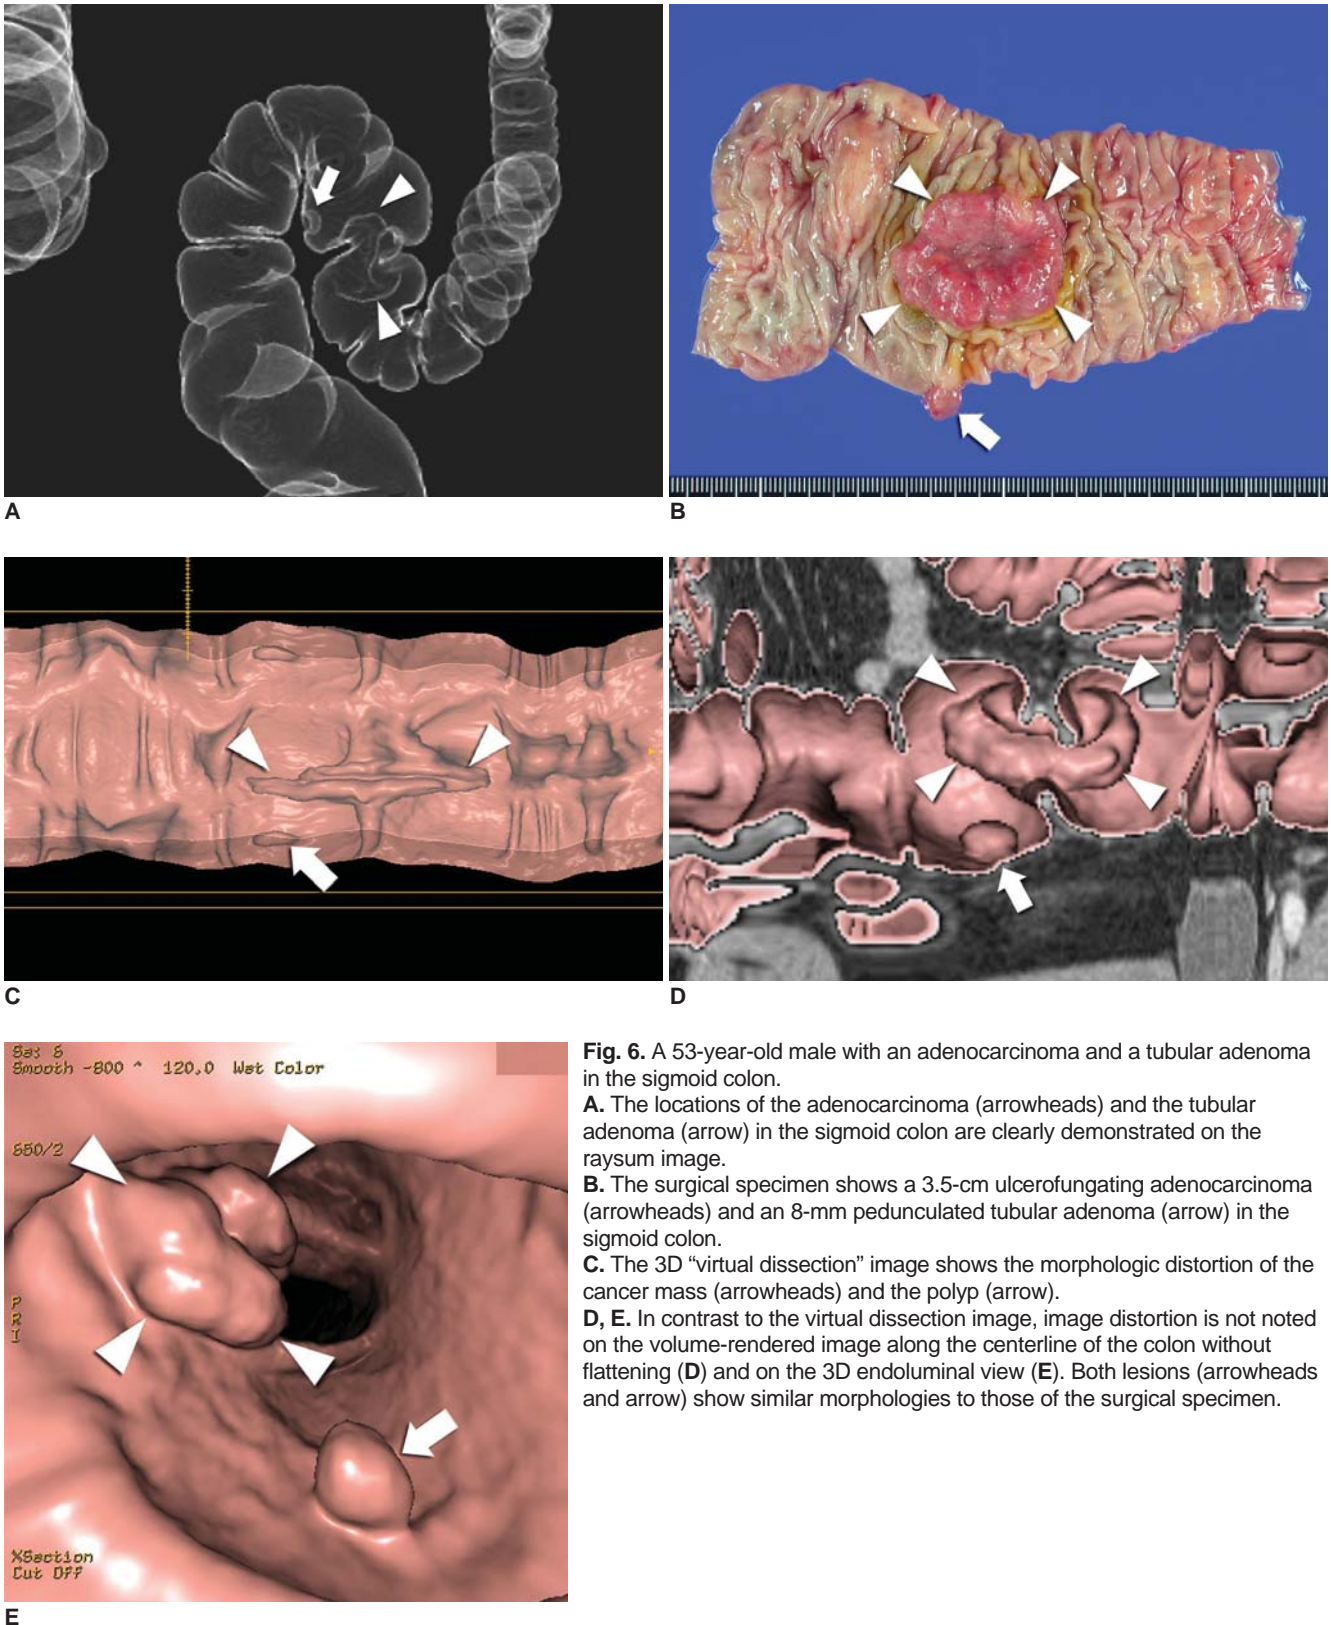 A
B
C
D
Sa: 6
Smooth -800 ^ 120.0 Wet Color
650/2
P
R
I
XSection
Cut Off
E
Fig. 6. A 53-year-old male with an adenocarcinoma and a tubular adenoma
in the sigmoid colon.
A. The locations of the adenocarcinoma (arrowheads) and the tubular
adenoma (arrow) in the sigmoid colon are clearly demonstrated on the
raysum image.
B. The surgical specimen shows a 3.5-cm ulcerofungating adenocarcinoma
(arrowheads) and an 8-mm pedunculated tubular adenoma (arrow) in the
sigmoid colon.
C. The 3D “virtual dissection” image shows the morphologic distortion of the
cancer mass (arrowheads) and the polyp (arrow).
D, E. In contrast to the virtual dissection image, image distortion is not noted
on the volume-rendered image along the centerline of the colon without
flattening (D) and on the 3D endoluminal view (E). Both lesions (arrowheads
and arrow) show similar morphologies to those of the surgical specimen.